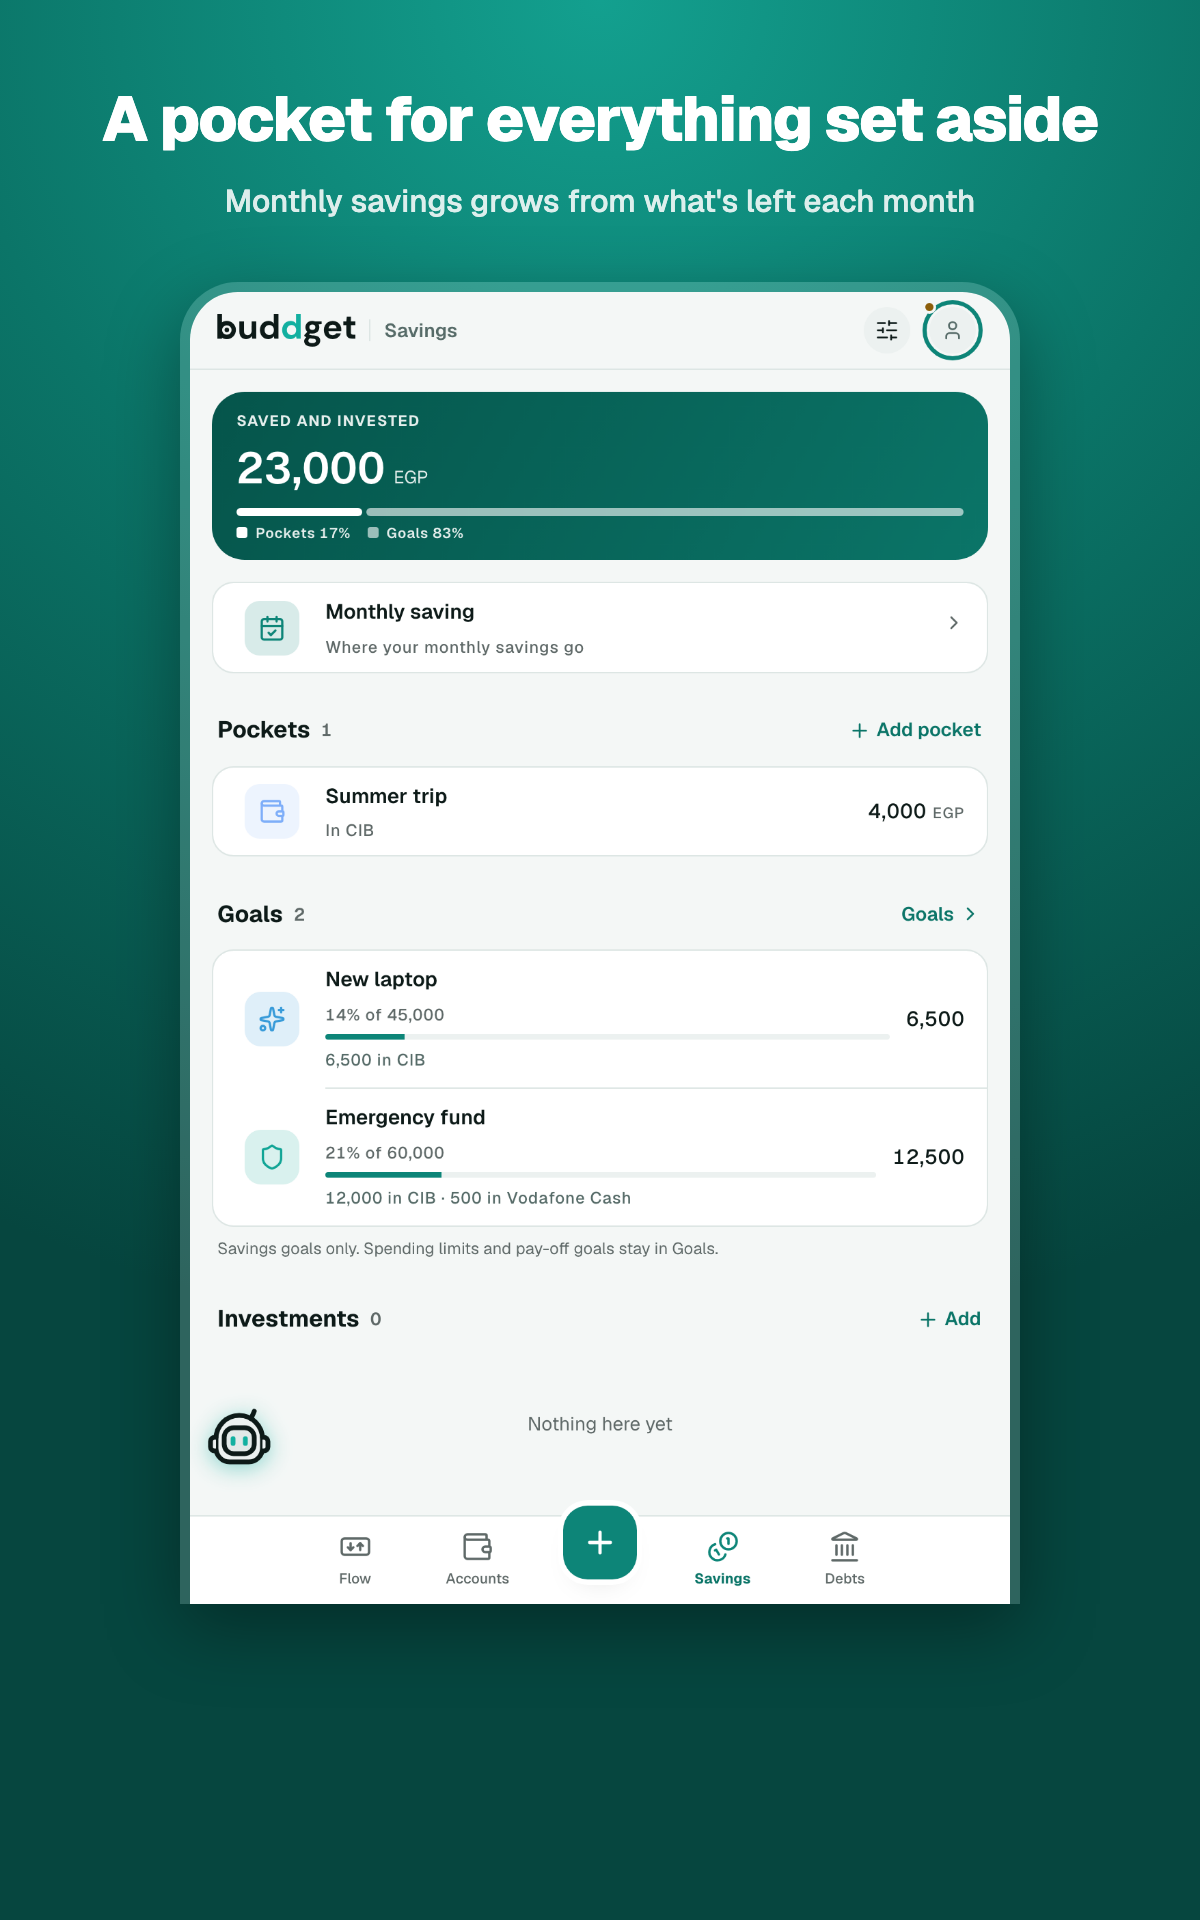 A pocket for everything set aside
Monthly savings grows from what's left each month
buddget Savings
SAVED AND INVESTED
23,000 EGP
Pockets 17% Goals 83%
Monthly saving
Where your monthly savings go
Pockets 1 + Add pocket
Summer trip
In CIB
4,000 EGP
Goals 2 Goals
New laptop
14% of 45,000
6,500
6,500 in CIB
Emergency fund
21% of 60,000
12,500
12,000 in CIB · 500 in Vodafone Cash
Savings goals only. Spending limits and pay-off goals stay in Goals.
Investments 0 + Add
Nothing here yet
Flow Accounts Savings Debts